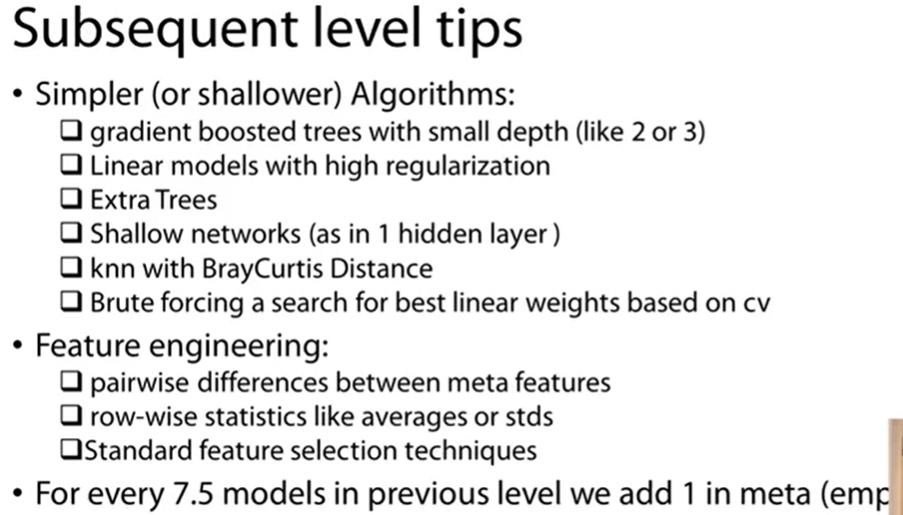 Subsequent level tips
• Simpler (or shallower) Algorithms:
❑ gradient boosted trees with small depth (like 2 or 3)
❑ Linear models with high regularization
❑ Extra Trees
❑ Shallow networks (as in 1 hidden layer )
❑ knn with BrayCurtis Distance
❑ Brute forcing a search for best linear weights based on cv
• Feature engineering:
❑ pairwise differences between meta features
❑ row-wise statistics like averages or stds
❑Standard feature selection techniques
• For every 7.5 models in previous level we add 1 in meta (emp